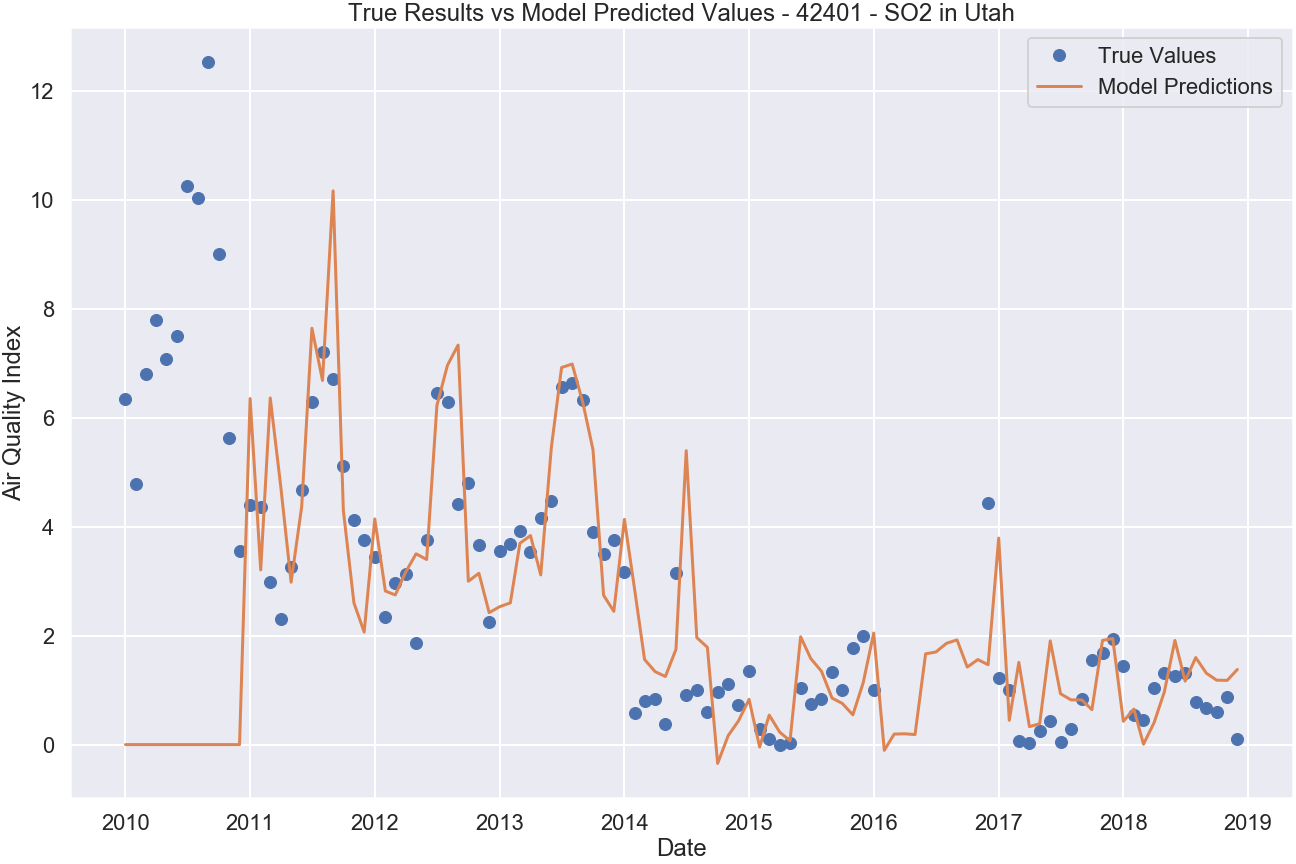 True Results vs Model Predicted Values - 42401 - SO2 in Utah
True Values
Model Predictions
Air Quality Index
12
10
8
6
4
2
0
2010 2011 2012 2013 2014 2015 2016 2017 2018 2019
Date